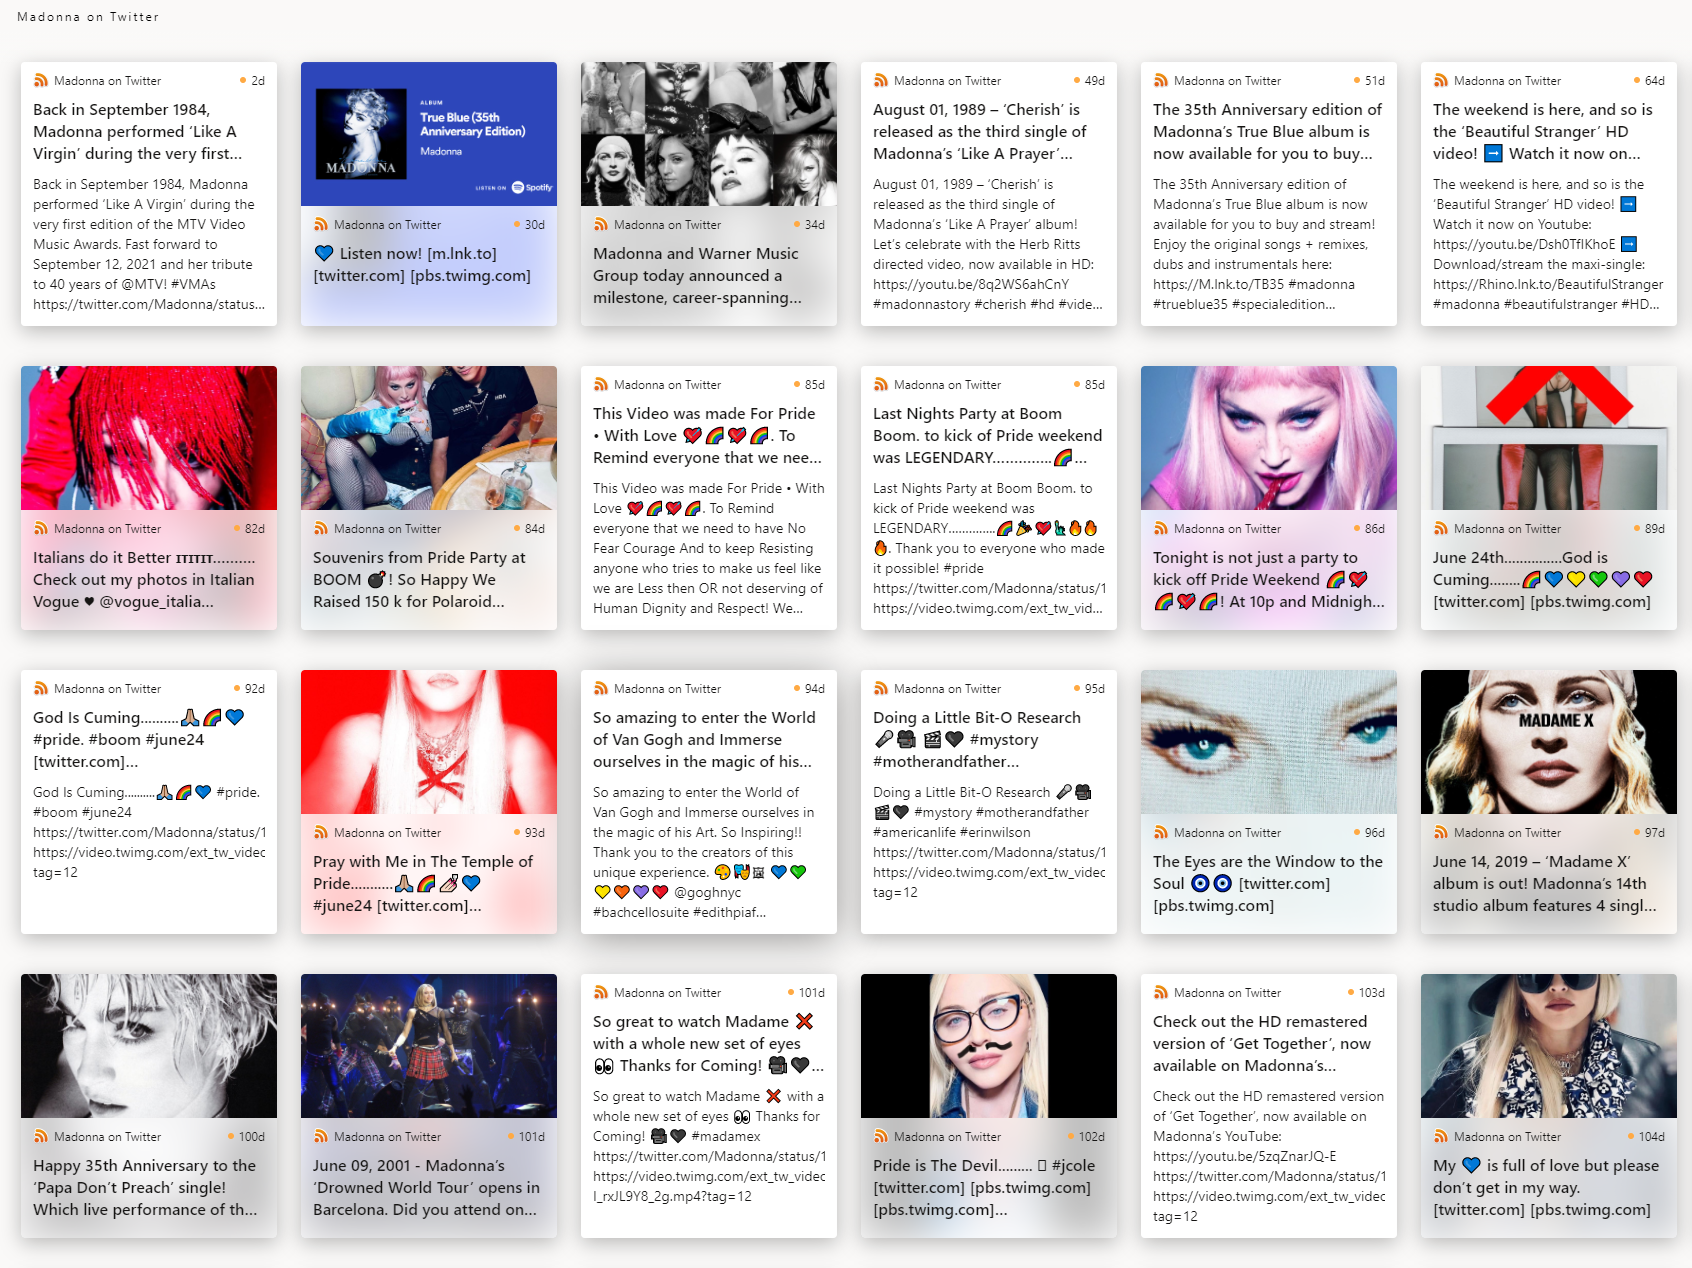 Madonna on Twitter
Madonna on Twitter 2d
Back in September 1984,
Madonna performed ‘Like A
Virgin’ during the very first...
Back in September 1984, Madonna
performed ‘Like A Virgin’ during the
very first edition of the MTV Video
Music Awards. Fast forward to
September 12, 2021 and her tribute
to 40 years of @MTV! #VMAs
https://twitter.com/Madonna/status...
ALBUM
True Blue (35th
Anniversary Edition)
Madonna
MADONNA
LISTEN ON Spotify
Madonna on Twitter 30d
💙 Listen now! [m.lnk.to]
[twitter.com] [pbs.twimg.com]
Madonna on Twitter 34d
Madonna and Warner Music
Group today announced a
milestone, career-spanning...
Madonna on Twitter 49d
August 01, 1989 – ‘Cherish’ is
released as the third single of
Madonna’s ‘Like A Prayer’...
August 01, 1989 – ‘Cherish’ is
released as the third single of
Madonna’s ‘Like A Prayer’ album!
Let’s celebrate with the Herb Ritts
directed video, now available in HD:
https://youtu.be/8q2WS6ahCnY
#madonnastory #cherish #hd #vide...
Madonna on Twitter 51d
The 35th Anniversary edition of
Madonna’s True Blue album is
now available for you to buy...
The 35th Anniversary edition of
Madonna’s True Blue album is now
available for you to buy and stream!
Enjoy the original songs + remixes,
dubs and instrumentals here:
https://M.lnk.to/TB35 #madonna
#trueblue35 #specialedition...
Madonna on Twitter 64d
The weekend is here, and so is
the ‘Beautiful Stranger’ HD
video! ➡️ Watch it now on...
The weekend is here, and so is the
‘Beautiful Stranger’ HD video! ➡️
Watch it now on Youtube:
https://youtu.be/Dsh0TflKhoE ➡️
Download/stream the maxi-single:
https://Rhino.lnk.to/BeautifulStranger
#madonna #beautifulstranger #HD...
Madonna on Twitter 82d
Italians do it Better ɪᴛɪᴛɪᴛ..........
Check out my photos in Italian
Vogue ♥ @vogue_italia...
Madonna on Twitter 84d
Souvenirs from Pride Party at
BOOM 💣! So Happy We
Raised 150 k for Polaroid...
Madonna on Twitter 85d
This Video was made For Pride
• With Love 💘🌈💘🌈. To
Remind everyone that we nee...
This Video was made For Pride • With
Love 💘🌈💘🌈. To Remind
everyone that we need to have No
Fear Courage And to keep Resisting
anyone who tries to make us feel like
we are Less then OR not deserving of
Human Dignity and Respect! We...
Madonna on Twitter 85d
Last Nights Party at Boom
Boom. to kick of Pride weekend
was LEGENDARY.............🌈...
Last Nights Party at Boom Boom. to
kick of Pride weekend was
LEGENDARY..............🌈🎉💘🗽🔥🔥
🔥. Thank you to everyone who made
it possible! #pride
https://twitter.com/Madonna/status/1
https://video.twimg.com/ext_tw_vid...
Madonna on Twitter 86d
Tonight is not just a party to
kick off Pride Weekend 🌈💘
🌈💘🌈! At 10p and Midnigh...
Madonna on Twitter 89d
June 24th.............God is
Cuming........🌈💙💛💚💜❤️
[twitter.com] [pbs.twimg.com]
Madonna on Twitter 92d
God Is Cuming..........🙏🏼🌈💙
#pride. #boom #june24
[twitter.com]...
God Is Cuming..........🙏🏼🌈💙 #pride.
#boom #june24
https://twitter.com/Madonna/status/1
https://video.twimg.com/ext_tw_video
tag=12
Madonna on Twitter 93d
Pray with Me in The Temple of
Pride...........🙏🏼🌈💅🏼💙
#june24 [twitter.com]...
Madonna on Twitter 94d
So amazing to enter the World
of Van Gogh and Immerse
ourselves in the magic of his...
So amazing to enter the World of
Van Gogh and Immerse ourselves in
the magic of his Art. So Inspiring!!
Thank you to the creators of this
unique experience. 🎨🎭🖼💙💚
💛🧡💜❤️ @goghnyc
#bachcellosuite #edithpiaf...
Madonna on Twitter 95d
Doing a Little Bit-O Research
🎤🎥 🎬🖤 #mystory
#motherandfather...
Doing a Little Bit-O Research 🎤🎥
🎬🖤 #mystory #motherandfather
#americanlife #erinwilson
https://twitter.com/Madonna/status/1
https://video.twimg.com/ext_tw_video
tag=12
Madonna on Twitter 96d
The Eyes are the Window to the
Soul 🧿🧿 [twitter.com]
[pbs.twimg.com]
MADAME X
Madonna on Twitter 97d
June 14, 2019 – ‘Madame X’
album is out! Madonna’s 14th
studio album features 4 singl...
Madonna on Twitter 100d
Happy 35th Anniversary to the
‘Papa Don’t Preach’ single!
Which live performance of th...
Madonna on Twitter 101d
June 09, 2001 - Madonna’s
‘Drowned World Tour’ opens in
Barcelona. Did you attend on...
Madonna on Twitter 101d
So great to watch Madame ❌
with a whole new set of eyes
👀 Thanks for Coming! 🎥🖤...
So great to watch Madame ❌ with a
whole new set of eyes 👀 Thanks for
Coming! 🎥🖤 #madamex
https://twitter.com/Madonna/status/1
https://video.twimg.com/ext_tw_video
l_rxJL9Y8_2g.mp4?tag=12
Madonna on Twitter 102d
Pride is The Devil......... #jcole
[twitter.com] [pbs.twimg.com]
[pbs.twimg.com]...
Madonna on Twitter 103d
Check out the HD remastered
version of ‘Get Together’, now
available on Madonna’s...
Check out the HD remastered version
of ‘Get Together’, now available on
Madonna’s YouTube:
https://youtu.be/5zqZnarJQ-E
https://twitter.com/Madonna/status/1
https://video.twimg.com/ext_tw_video
tag=12
Madonna on Twitter 104d
My 💙 is full of love but please
don’t get in my way.
[twitter.com] [pbs.twimg.com]